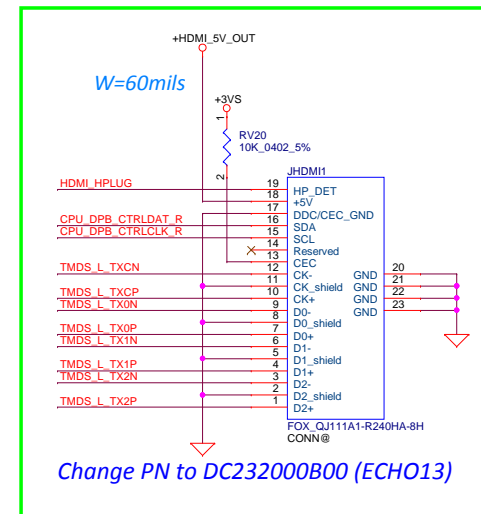 +HDMI_5V_OUT
W=60mils
+3VS
1
RV20
10K_0402_5%
2
JHDMI1
HDMI_HPLUG 19 HP_DET
18 +5V
17 DDC/CEC_GND
CPU_DPB_CTRLDAT_R 16 SDA
CPU_DPB_CTRLCLK_R 15 SCL
14 Reserved
13 CEC
TMDS_L_TXCN 12 CK- GND 20
11 CK_shield GND 21
TMDS_L_TXCP 10 CK+ GND 22
TMDS_L_TX0N 9 D0- GND 23
8 D0_shield
TMDS_L_TX0P 7 D0+
TMDS_L_TX1N 6 D1-
5 D1_shield
TMDS_L_TX1P 4 D1+
TMDS_L_TX2N 3 D2-
2 D2_shield
TMDS_L_TX2P 1 D2+
FOX_QJ111A1-R240HA-8H
CONN@
Change PN to DC232000B00 (ECHO13)